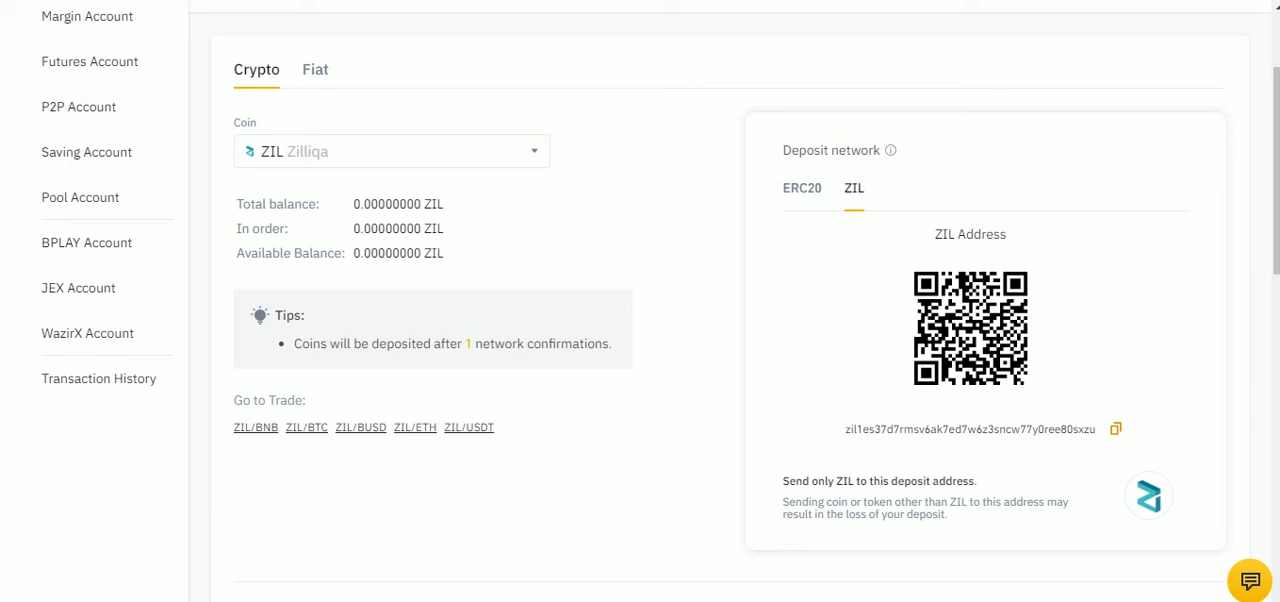 Margin Account
Futures Account
P2P Account
Saving Account
Pool Account
BPLAY Account
JEX Account
WazirX Account
Transaction History
Crypto Fiat
Coin
ZIL Zilliqa
Total balance: 0.00000000 ZIL
In order: 0.00000000 ZIL
Available Balance: 0.00000000 ZIL
Tips:
• Coins will be deposited after 1 network confirmations.
Go to Trade:
ZIL/BNB ZIL/BTC ZIL/BUSD ZIL/ETH ZIL/USDT
Deposit network
ERC20 ZIL
ZIL Address
zil1es37d7rmsv6ak7ed7w6z3sncw77y0ree80sxzu
Send only ZIL to this deposit address.
Sending coin or token other than ZIL to this address may
result in the loss of your deposit.